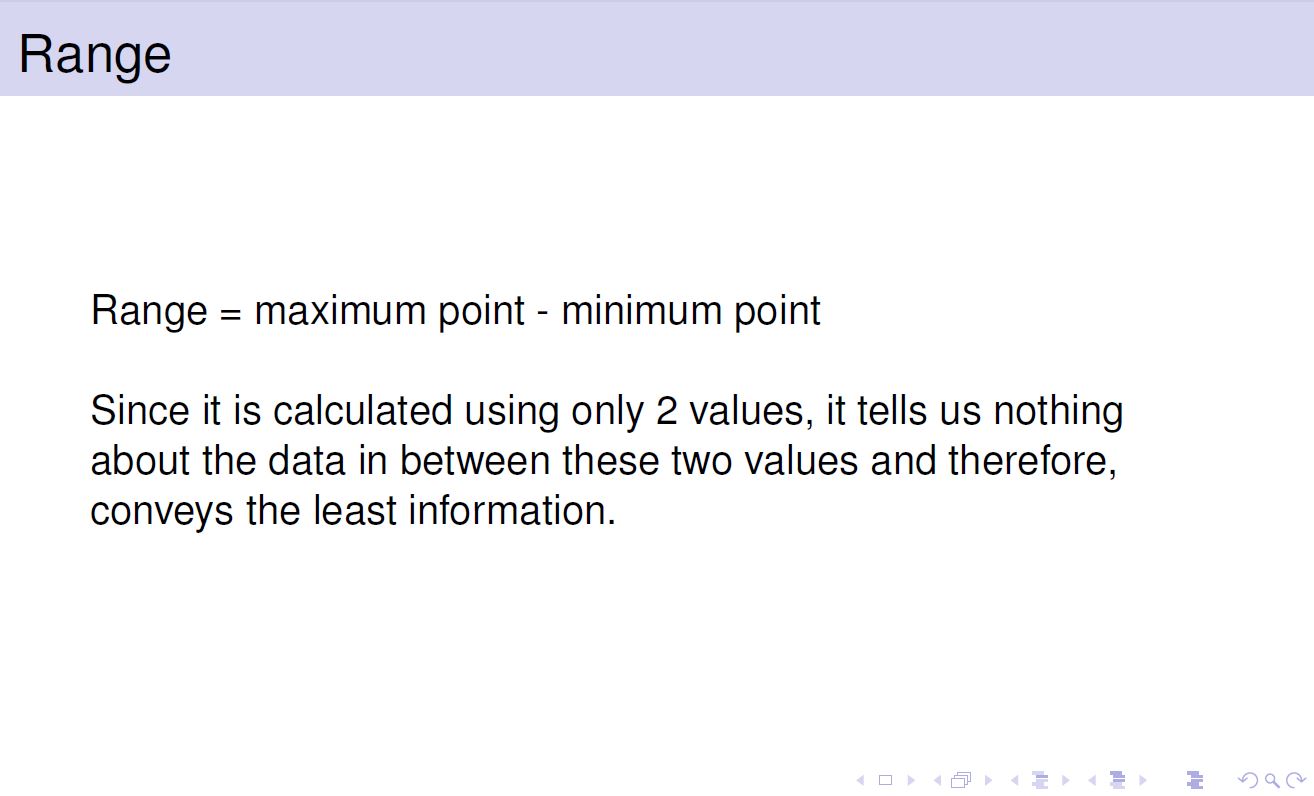 Range
Range = maximum point - minimum point
Since it is calculated using only 2 values, it tells us nothing
about the data in between these two values and therefore,
conveys the least information.